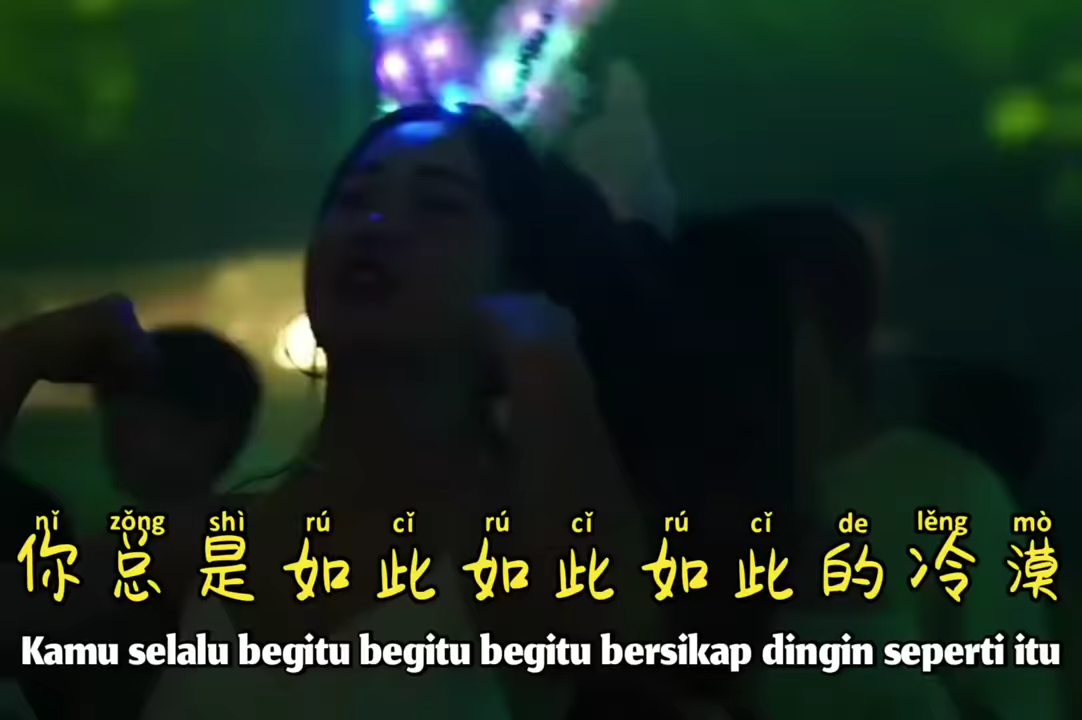 nǐ zǒng shì rú cǐ rú cǐ rú cǐ de lěng mò
你总是如此如此如此的冷漠
Kamu selalu begitu begitu begitu bersikap dingin seperti itu